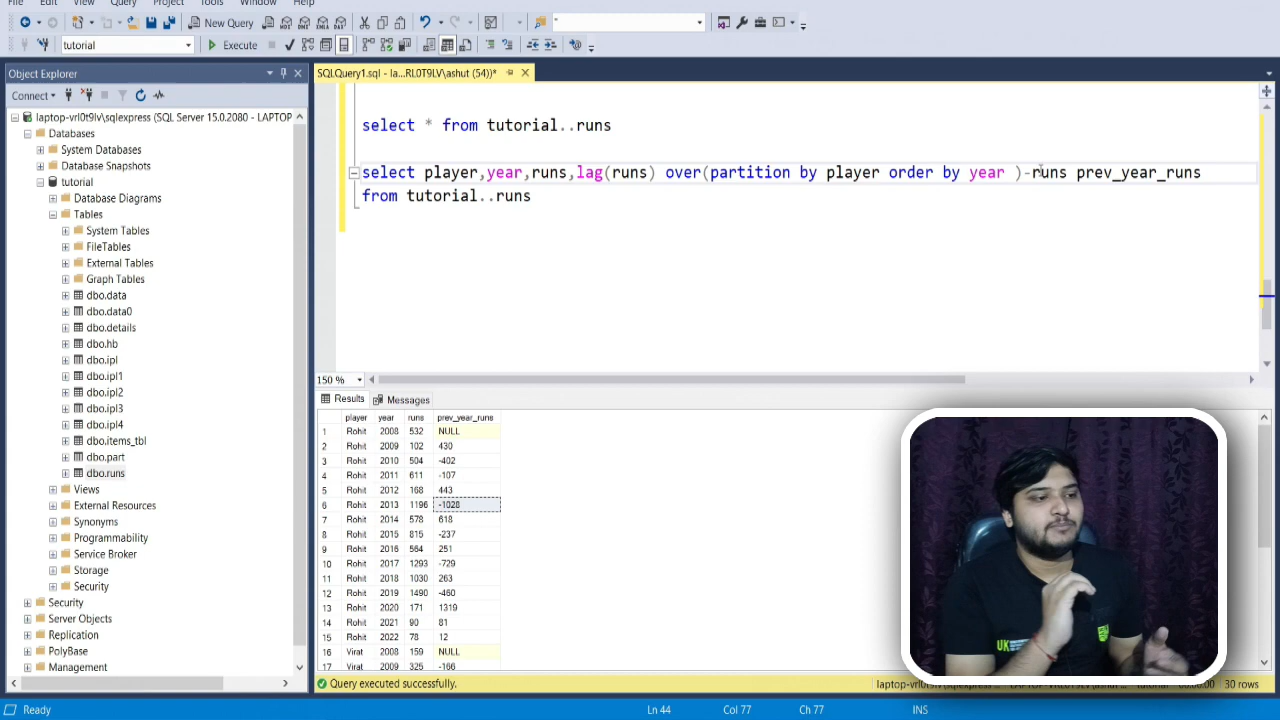 File Edit View Query Project Tools Window Help
New Query
tutorial Execute
Object Explorer
SQLQuery1.sql - la...RL0T9LV\ashut (54))*
Connect
laptop-vrl0t9lv\sqlexpress (SQL Server 15.0.2080 - LAPTOP
Databases
System Databases
Database Snapshots
tutorial
Database Diagrams
Tables
System Tables
FileTables
External Tables
Graph Tables
dbo.data
dbo.data0
dbo.details
dbo.hb
dbo.ipl
dbo.ipl1
dbo.ipl2
dbo.ipl3
dbo.ipl4
dbo.items_tbl
dbo.part
dbo.runs
Views
External Resources
Synonyms
Programmability
Service Broker
Storage
Security
Security
Server Objects
Replication
PolyBase
Management
select * from tutorial..runs
select player,year,runs,lag(runs) over(partition by player order by year )-runs prev_year_runs
from tutorial..runs
150 %
Results Messages
player year runs prev_year_runs
1 Rohit 2008 532 NULL
2 Rohit 2009 102 430
3 Rohit 2010 504 -402
4 Rohit 2011 611 -107
5 Rohit 2012 168 443
6 Rohit 2013 1196 -1028
7 Rohit 2014 578 618
8 Rohit 2015 815 -237
9 Rohit 2016 564 251
10 Rohit 2017 1293 -729
11 Rohit 2018 1030 263
12 Rohit 2019 1490 -460
13 Rohit 2020 171 1319
14 Rohit 2021 90 81
15 Rohit 2022 78 12
16 Virat 2008 159 NULL
17 Virat 2009 325 -166
UK
Query executed successfully.
laptop-vrl0t9lv\sqlexpress 30 rows
Ready
Ln 44 Col 77 Ch 77 INS